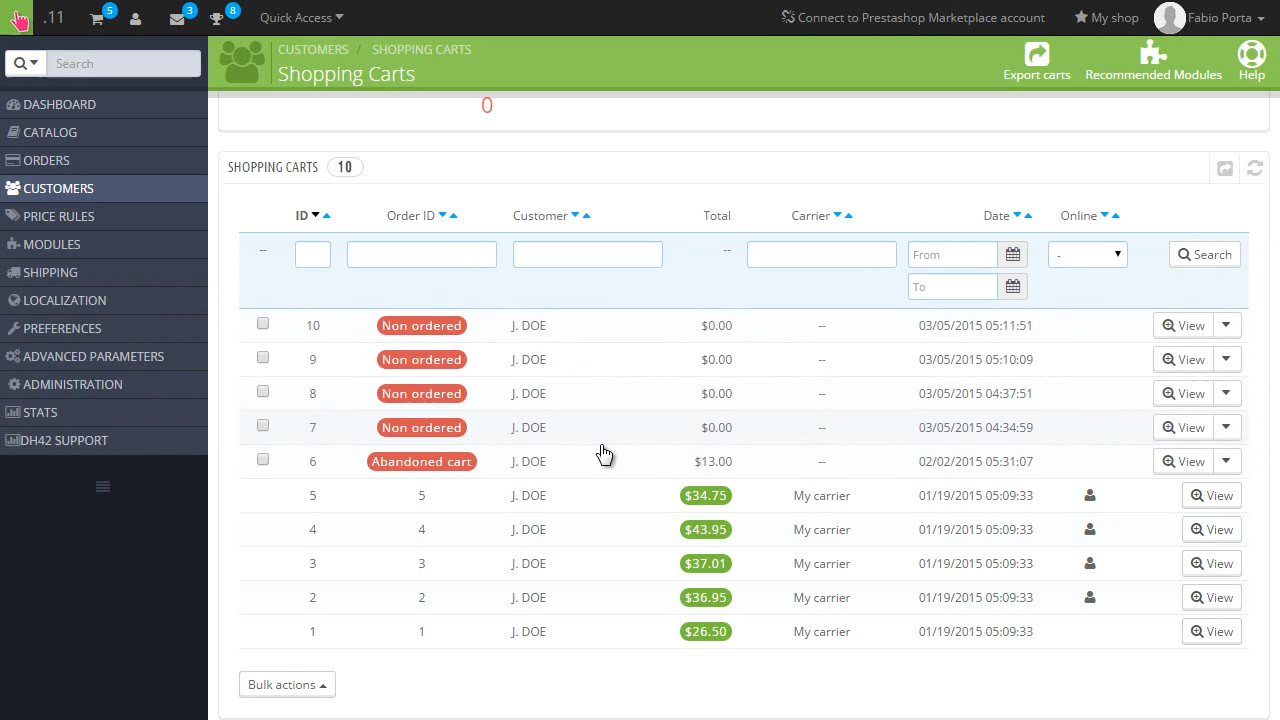 .11 5 3 8 Quick Access Connect to Prestashop Marketplace account My shop Fabio Porta
Search
CUSTOMERS / SHOPPING CARTS
Shopping Carts
Export carts Recommended Modules Help
DASHBOARD
CATALOG
ORDERS
CUSTOMERS
PRICE RULES
MODULES
SHIPPING
LOCALIZATION
PREFERENCES
ADVANCED PARAMETERS
ADMINISTRATION
STATS
DH42 SUPPORT
0
SHOPPING CARTS 10
ID Order ID Customer Total Carrier Date Online
-- -- From - Search
To
10 Non ordered J. DOE $0.00 -- 03/05/2015 05:11:51 View
9 Non ordered J. DOE $0.00 -- 03/05/2015 05:10:09 View
8 Non ordered J. DOE $0.00 -- 03/05/2015 04:37:51 View
7 Non ordered J. DOE $0.00 -- 03/05/2015 04:34:59 View
6 Abandoned cart J. DOE $13.00 -- 02/02/2015 05:31:07 View
5 5 J. DOE $34.75 My carrier 01/19/2015 05:09:33 View
4 4 J. DOE $43.95 My carrier 01/19/2015 05:09:33 View
3 3 J. DOE $37.01 My carrier 01/19/2015 05:09:33 View
2 2 J. DOE $36.95 My carrier 01/19/2015 05:09:33 View
1 1 J. DOE $26.50 My carrier 01/19/2015 05:09:33 View
Bulk actions